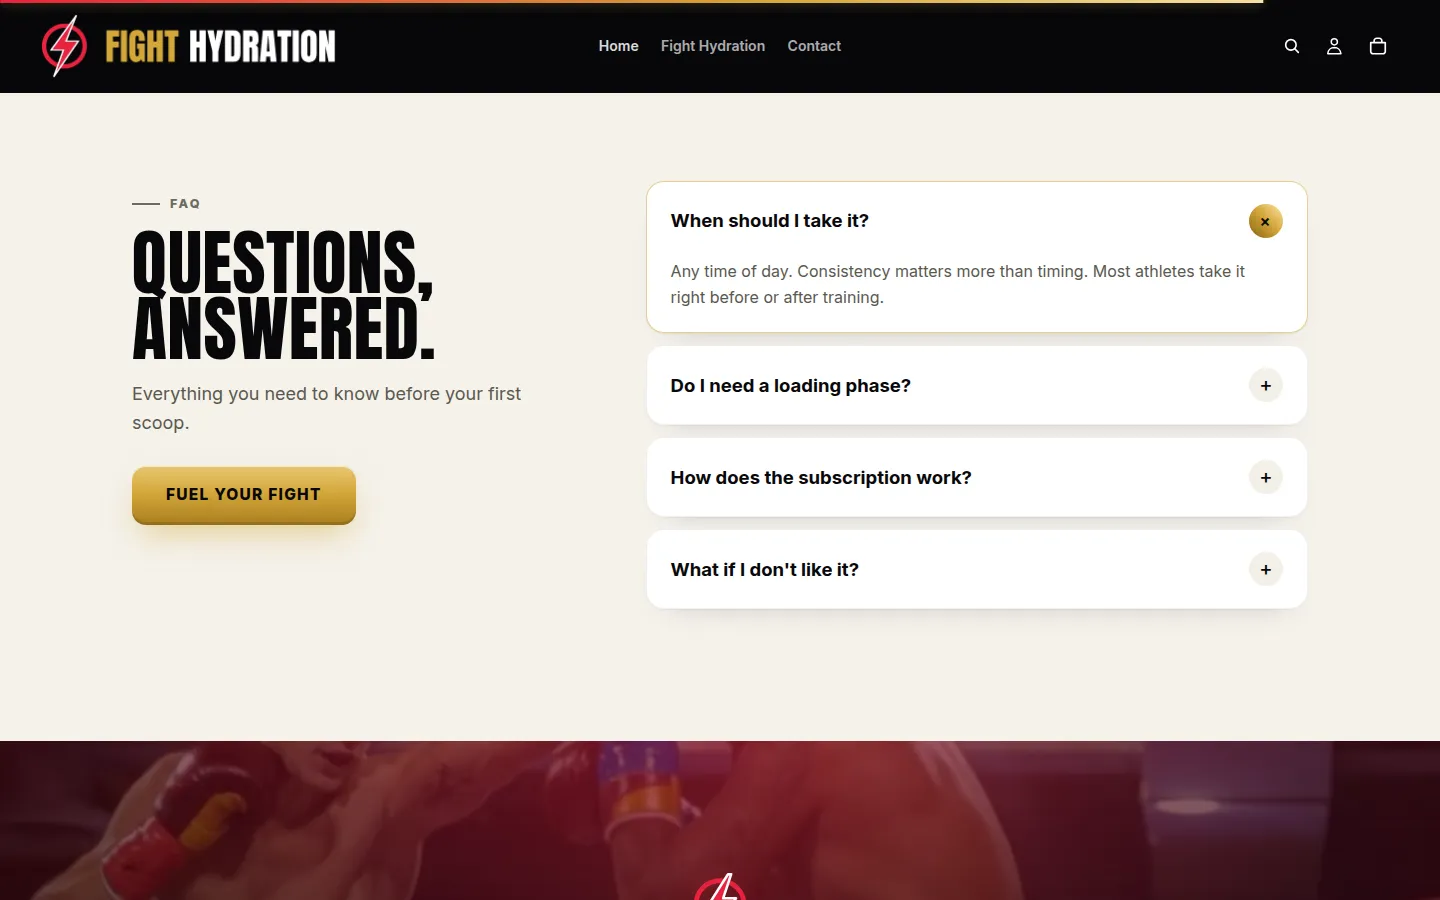 FIGHT HYDRATION
Home
Fight Hydration
Contact
FAQ
QUESTIONS,
ANSWERED.
Everything you need to know before your first
scoop.
FUEL YOUR FIGHT
When should I take it?
Any time of day. Consistency matters more than timing. Most athletes take it
right before or after training.
Do I need a loading phase?
How does the subscription work?
What if I don't like it?